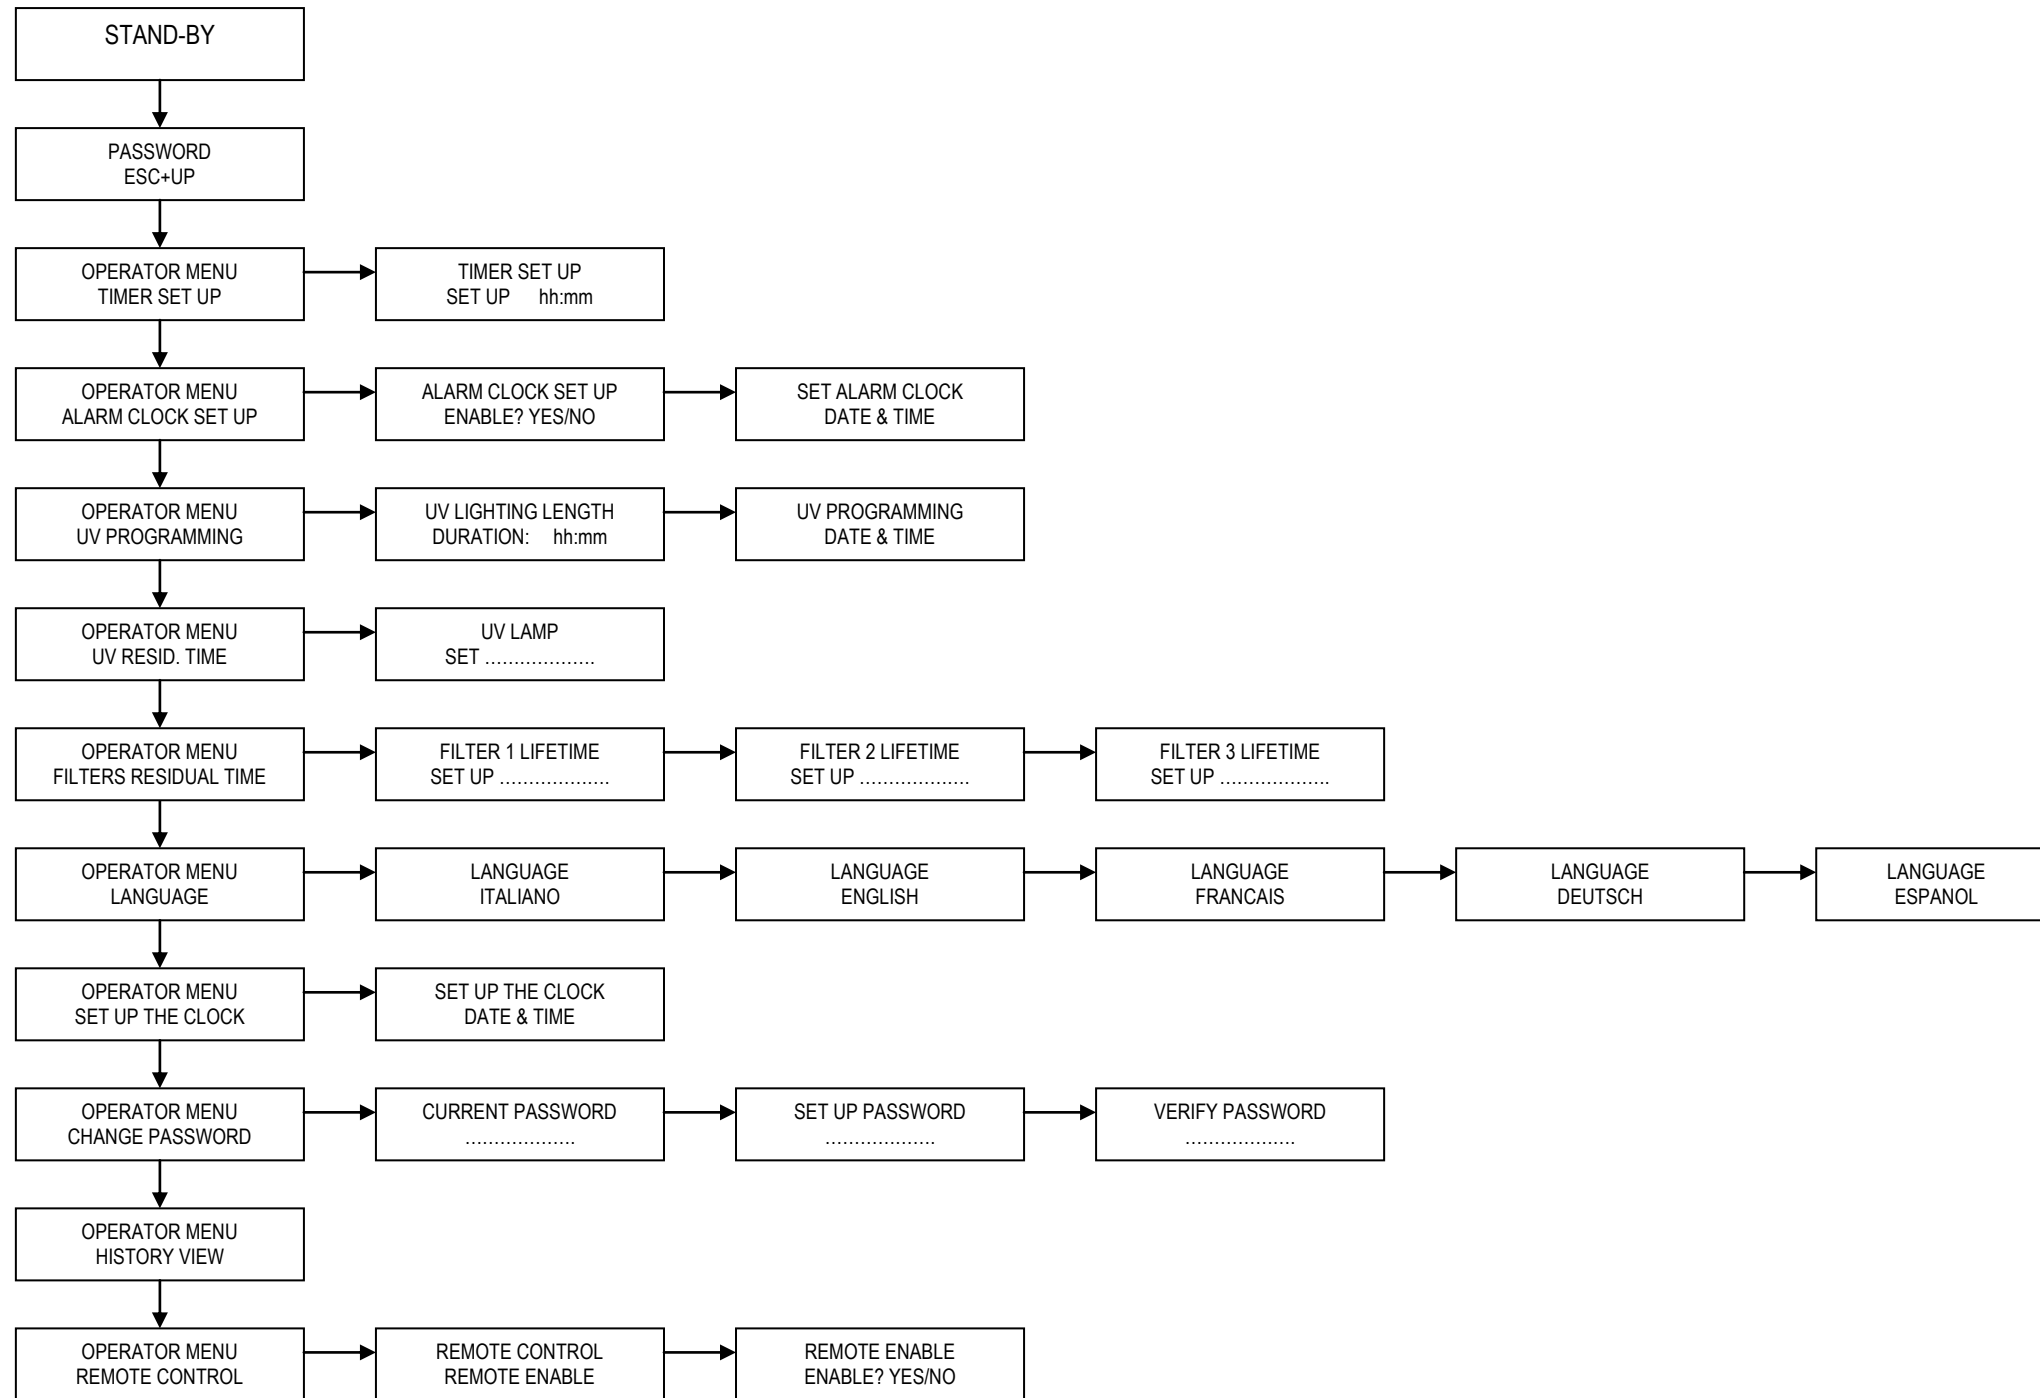 STAND-BY
PASSWORD
ESC+UP
OPERATOR MENU
TIMER SET UP
TIMER SET UP
SET UP hh:mm
OPERATOR MENU
ALARM CLOCK SET UP
ALARM CLOCK SET UP
ENABLE? YES/NO
SET ALARM CLOCK
DATE & TIME
OPERATOR MENU
UV PROGRAMMING
UV LIGHTING LENGTH
DURATION: hh:mm
UV PROGRAMMING
DATE & TIME
OPERATOR MENU
UV RESID. TIME
UV LAMP
SET ...................
OPERATOR MENU
FILTERS RESIDUAL TIME
FILTER 1 LIFETIME
SET UP ...................
FILTER 2 LIFETIME
SET UP ...................
FILTER 3 LIFETIME
SET UP ...................
OPERATOR MENU
LANGUAGE
LANGUAGE
ITALIANO
LANGUAGE
ENGLISH
LANGUAGE
FRANCAIS
LANGUAGE
DEUTSCH
LANGUAGE
ESPANOL
OPERATOR MENU
SET UP THE CLOCK
SET UP THE CLOCK
DATE & TIME
OPERATOR MENU
CHANGE PASSWORD
CURRENT PASSWORD
...................
SET UP PASSWORD
...................
VERIFY PASSWORD
...................
OPERATOR MENU
HISTORY VIEW
OPERATOR MENU
REMOTE CONTROL
REMOTE CONTROL
REMOTE ENABLE
REMOTE ENABLE
ENABLE? YES/NO